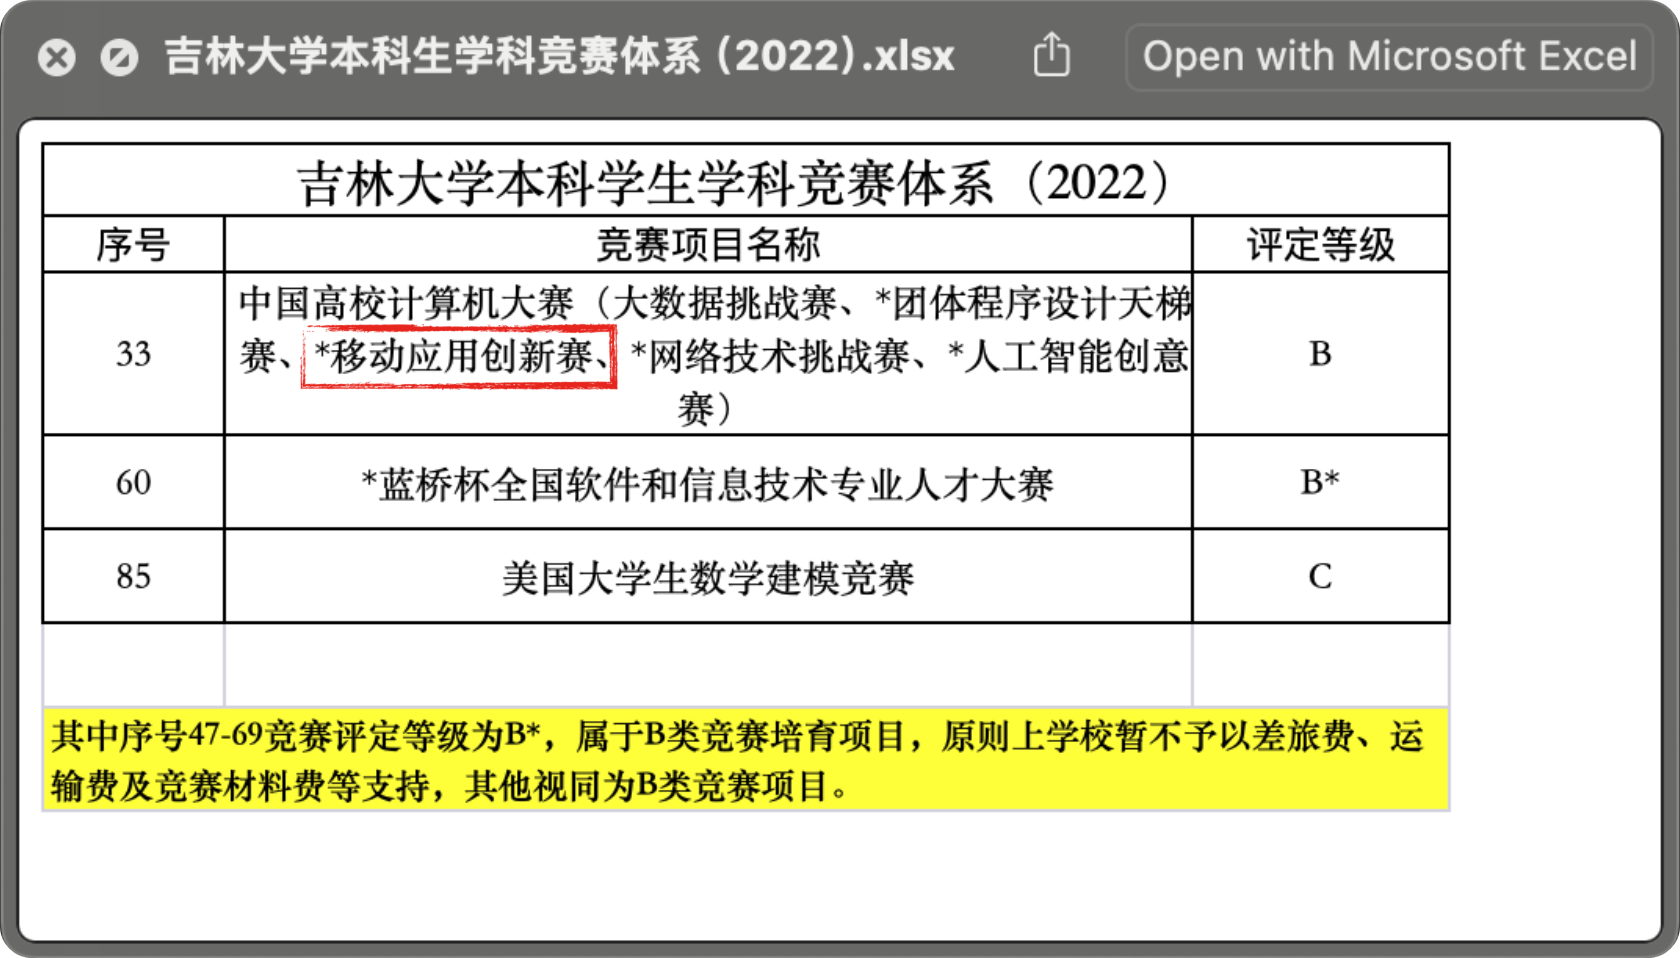 吉林大学本科生学科竞赛体系（2022）.xlsx
Open with Microsoft Excel
吉林大学本科学生学科竞赛体系（2022）
序号 竞赛项目名称 评定等级
33 中国高校计算机大赛（大数据挑战赛、*团体程序设计天梯
赛、*移动应用创新赛、*网络技术挑战赛、*人工智能创意
赛） B
60 *蓝桥杯全国软件和信息技术专业人才大赛 B*
85 美国大学生数学建模竞赛 C
其中序号47-69竞赛评定等级为B*，属于B类竞赛培育项目，原则上学校暂不予以差旅费、运
输费及竞赛材料费等支持，其他视同为B类竞赛项目。